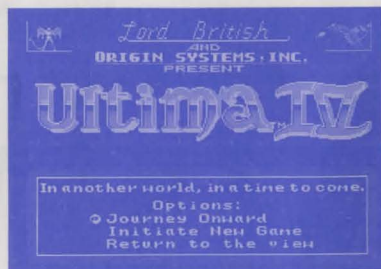 Lord British
AND
ORIGIN SYSTEMS, INC.
PRESENT
Ultima IV
TM
In another world, in a time to come.
Options:
Journey Onward
Initiate New Game
Return to the view